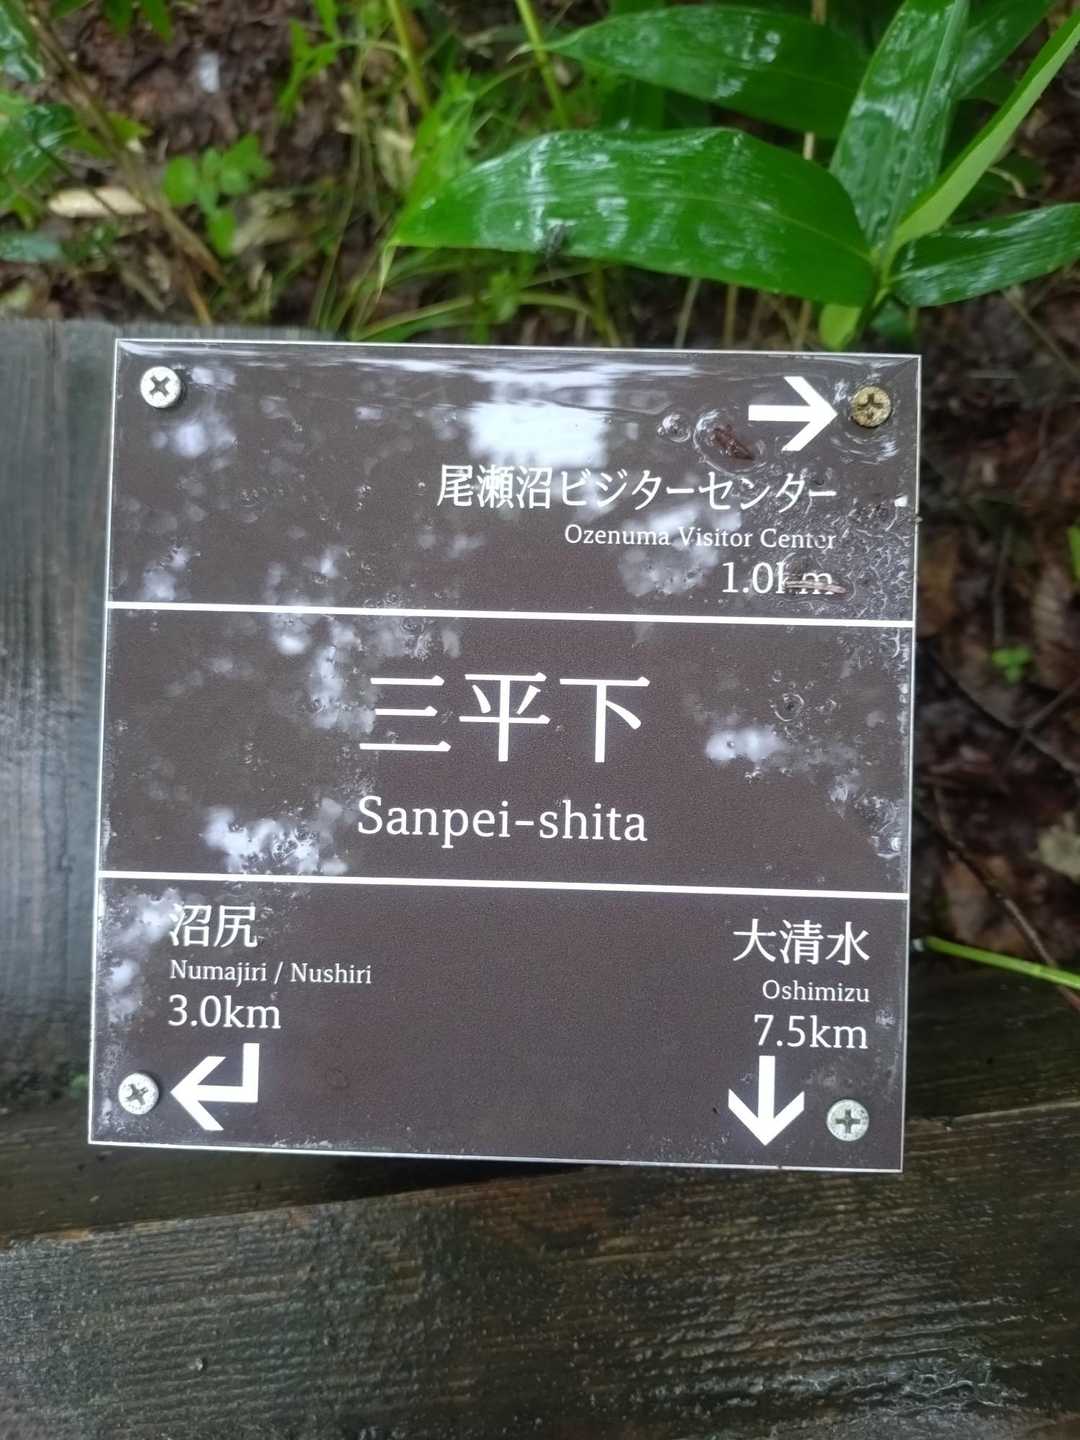 尾瀬沼ビジターセンター
Ozenuma Visitor Center
1.0km
三平下
Sanpei-shita
沼尻
Numajiri / Nushiri
3.0km
大清水
Oshimizu
7.5km